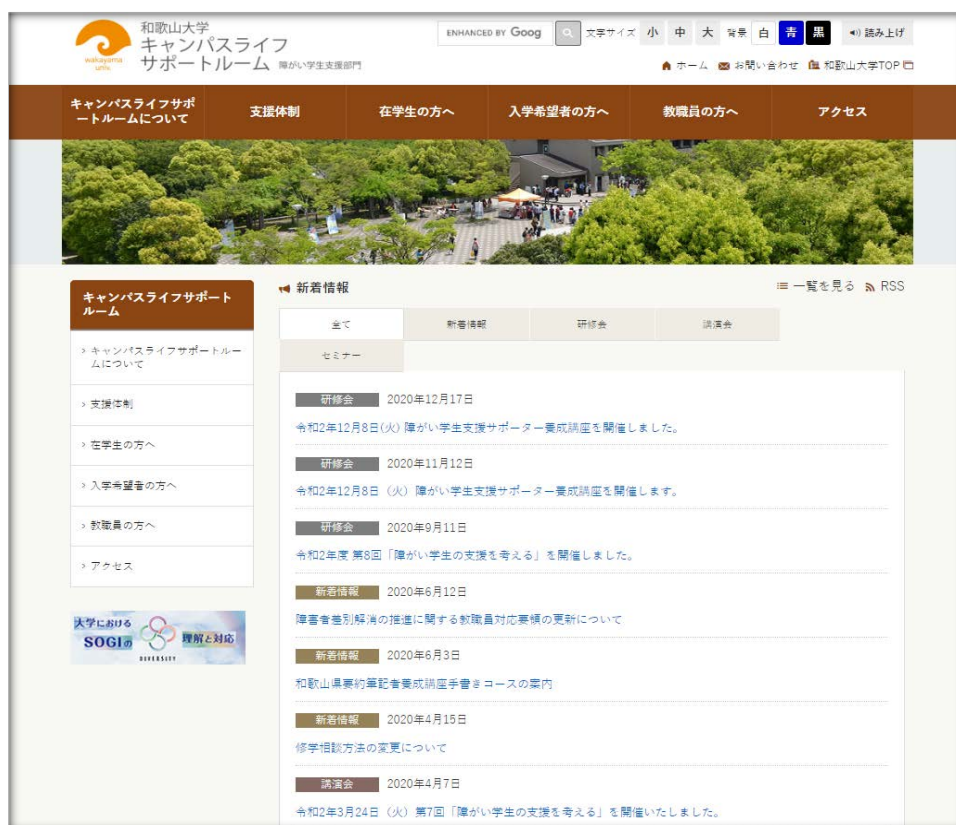 和歌山大学
キャンパスライフ
サポートルーム 障がい学生支援部門
wakayama
univ.
ENHANCED BY Goog
文字サイズ 小 中 大 背景 白 青 黒 読み上げ
ホーム お問い合わせ 和歌山大学TOP
キャンパスライフサポ
ートルームについて
支援体制
在学生の方へ
入学希望者の方へ
教職員の方へ
アクセス
キャンパスライフサポート
ルーム
> キャンパスライフサポートルー
ムについて
> 支援体制
> 在学生の方へ
> 入学希望者の方へ
> 教職員の方へ
> アクセス
大学における
SOGIの
理解と対応
DIVERSITY
新着情報
一覧を見る RSS
全て 新着情報 研修会 講演会
セミナー
研修会 2020年12月17日
令和2年12月8日(火) 障がい学生支援サポーター養成講座を開催しました。
研修会 2020年11月12日
令和2年12月8日（火）障がい学生支援サポーター養成講座を開催します。
研修会 2020年9月11日
令和2年度 第8回「障がい学生の支援を考える」を開催しました。
新着情報 2020年6月12日
障害者差別解消の推進に関する教職員対応要領の更新について
新着情報 2020年6月3日
和歌山県要約筆記者養成講座手書きコースの案内
新着情報 2020年4月15日
修学相談方法の変更について
講演会 2020年4月7日
令和2年3月24日（火）第7回「障がい学生の支援を考える」を開催いたしました。